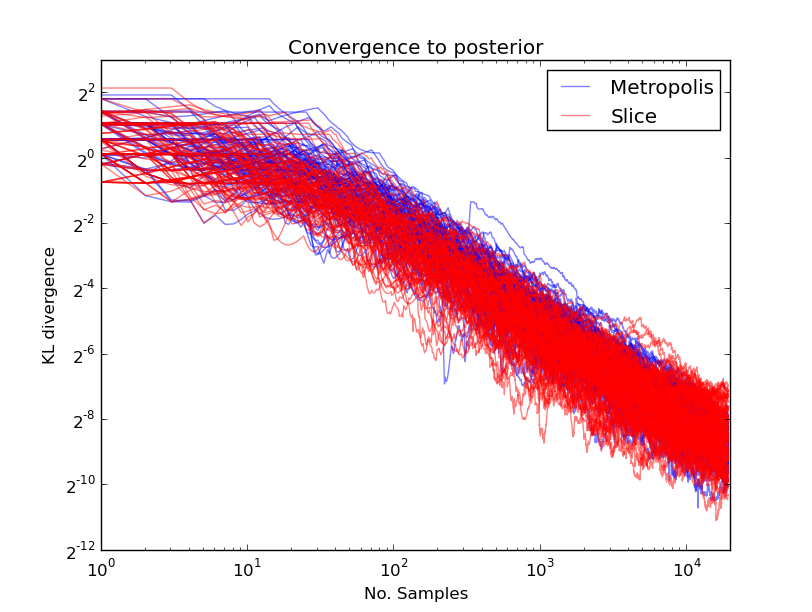 Convergence to posterior
Metropolis
Slice
KL divergence
2^2
2^0
2^-2
2^-4
2^-6
2^-8
2^-10
2^-12
10^0 10^1 10^2 10^3 10^4
No. Samples